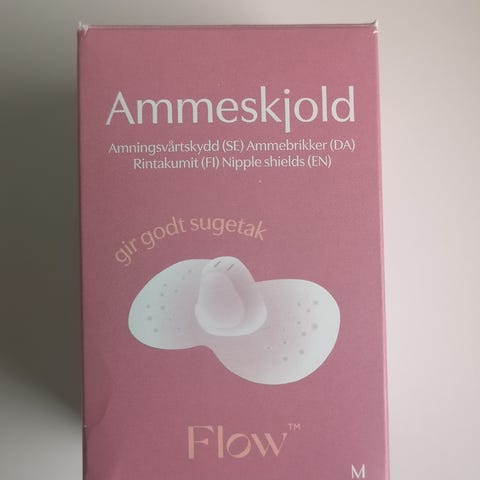 Ammeskjold
Amningsvårtskydd (SE) Ammebrikker (DA)
Rintakumit (FI) Nipple shields (EN)
gir godt sugetak
Flow™
M